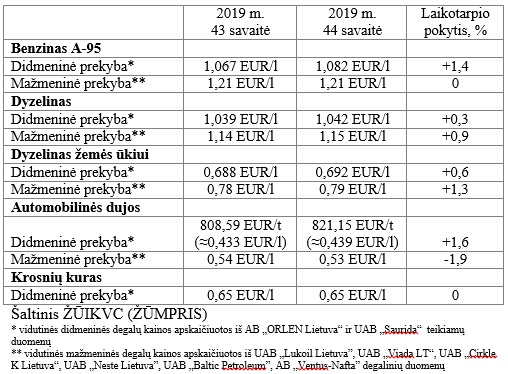 2019 m. 2019 m. Laikotarpio
43 savaitė 44 savaitė pokytis, %
Benzinas A-95
Didmeninė prekyba* 1,067 EUR/l 1,082 EUR/l +1,4
Mažmeninė prekyba** 1,21 EUR/l 1,21 EUR/l 0
Dyzelinas
Didmeninė prekyba* 1,039 EUR/l 1,042 EUR/l +0,3
Mažmeninė prekyba** 1,14 EUR/l 1,15 EUR/l +0,9
Dyzelinas žemės ūkiui
Didmeninė prekyba* 0,688 EUR/l 0,692 EUR/l +0,6
Mažmeninė prekyba** 0,78 EUR/l 0,79 EUR/l +1,3
Automobilinės dujos
808,59 EUR/t 821,15 EUR/t
Didmeninė prekyba* (≈0,433 EUR/l) (≈0,439 EUR/l) +1,6
Mažmeninė prekyba** 0,54 EUR/l 0,53 EUR/l -1,9
Krosnių kuras
Didmeninė prekyba* 0,65 EUR/l 0,65 EUR/l 0
Šaltinis ŽŪIKVC (ŽŪMPRIS)
* vidutinės didmeninės degalų kainos apskaičiuotos iš AB „ORLEN Lietuva“ ir UAB „Saurida“ teikiamų
duomenų
** vidutinės mažmeninės degalų kainos apskaičiuotos iš UAB „Lukoil Lietuva”, UAB „Viada LT“, UAB „Cirkle
K Lietuva“, UAB „Neste Lietuva”, UAB „Baltic Petroleum”, AB „Ventus-Nafta” degalinių duomenų